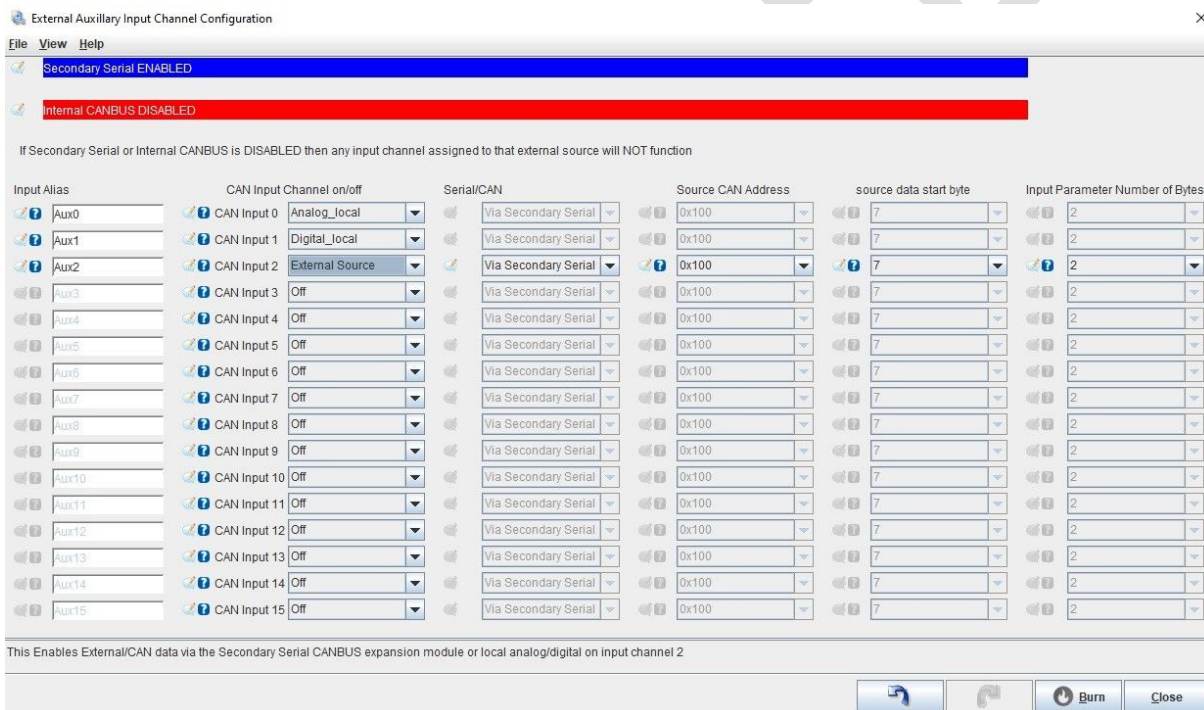 External Auxillary Input Channel Configuration
File View Help
Secondary Serial ENABLED
Internal CANBUS DISABLED
If Secondary Serial or Internal CANBUS is DISABLED then any input channel assigned to that external source will NOT function
Input Alias CAN Input Channel on/off Serial/CAN Source CAN Address source data start byte Input Parameter Number of Bytes
Aux0 CAN Input 0 Analog_local Via Secondary Serial 0x100 7 2
Aux1 CAN Input 1 Digital_local Via Secondary Serial 0x100 7 2
Aux2 CAN Input 2 External Source Via Secondary Serial 0x100 7 2
Aux3 CAN Input 3 Off Via Secondary Serial 0x100 7 2
Aux4 CAN Input 4 Off Via Secondary Serial 0x100 7 2
Aux5 CAN Input 5 Off Via Secondary Serial 0x100 7 2
Aux6 CAN Input 6 Off Via Secondary Serial 0x100 7 2
Aux7 CAN Input 7 Off Via Secondary Serial 0x100 7 2
Aux8 CAN Input 8 Off Via Secondary Serial 0x100 7 2
Aux9 CAN Input 9 Off Via Secondary Serial 0x100 7 2
Aux10 CAN Input 10 Off Via Secondary Serial 0x100 7 2
Aux11 CAN Input 11 Off Via Secondary Serial 0x100 7 2
Aux12 CAN Input 12 Off Via Secondary Serial 0x100 7 2
Aux13 CAN Input 13 Off Via Secondary Serial 0x100 7 2
Aux14 CAN Input 14 Off Via Secondary Serial 0x100 7 2
Aux15 CAN Input 15 Off Via Secondary Serial 0x100 7 2
This Enables External/CAN data via the Secondary Serial CANBUS expansion module or local analog/digital on input channel 2
Burn Close